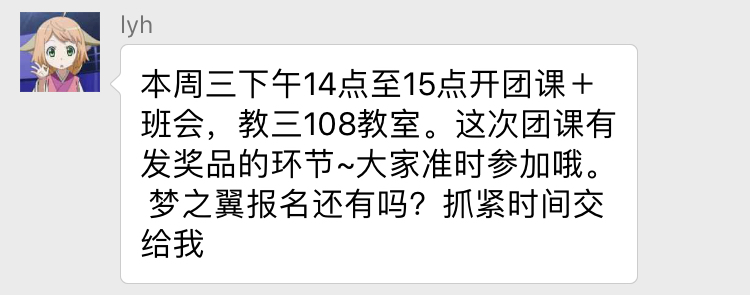 lyh
本周三下午14点至15点开团课＋
班会，教三108教室。这次团课有
发奖品的环节~大家准时参加哦。
梦之翼报名还有吗？抓紧时间交
给我